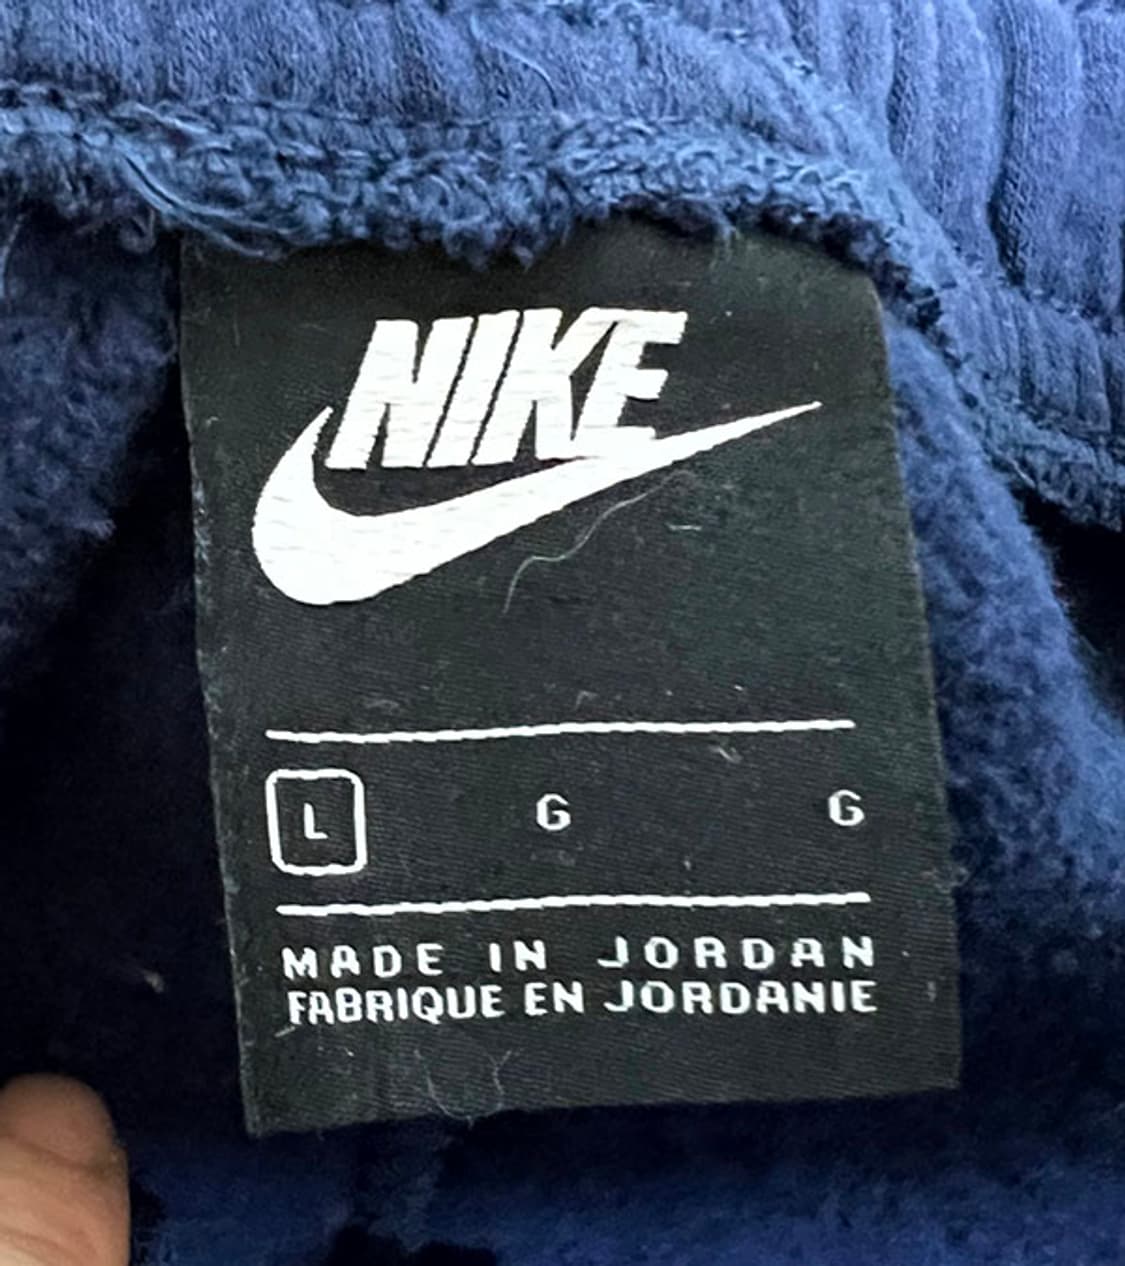 NIKE
L G G
MADE IN JORDAN
FABRIQUE EN JORDANIE